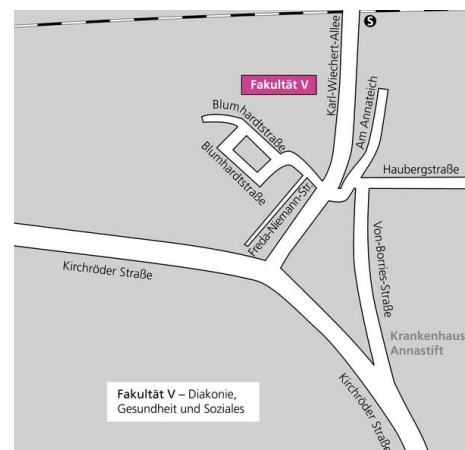 S
Karl-Wiechert-Allee
Fakultät V
Am Annateich
Blumhardtstraße
Blumhardtstraße
Haubergstraße
Freda-Niemann-Str.
Von-Borries-Straße
Kirchröder Straße
Krankenhaus
Annastift
Kirchröder Straße
Fakultät V – Diakonie,
Gesundheit und Soziales